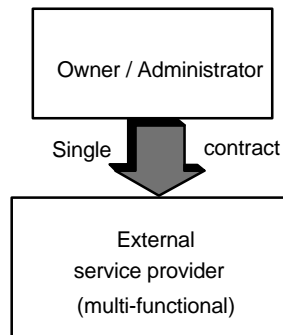 Owner / Administrator
Single contract
External
service provider
(multi-functional)